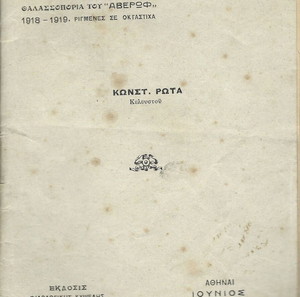 ΘΑΛΑΣΣΟΠΟΡΙΑ ΤΟΥ "ΑΒΕΡΩΦ„
1918 - 1919. ΡΙΓΜΕΝΕΣ ΣΕ ΟΚΤΑΣΤΙΧΑ
ΚΩΝΣΤ. ΡΩΤΑ
Κελευστοῦ
ΕΚΔΟΣΙΣ
ΑΘΗΝΑΙ
ΙΟΥΝΙΟΣ